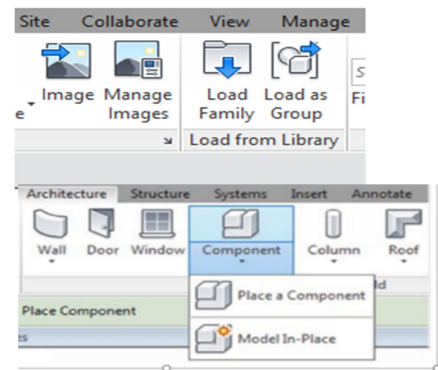 Site Collaborate View Manage
Image Manage Images Load Family Load as Group
Load from Library
Architecture Structure Systems Insert Annotate
Wall Door Window Component Column Roof
Place a Component
Place Component
Model In-Place